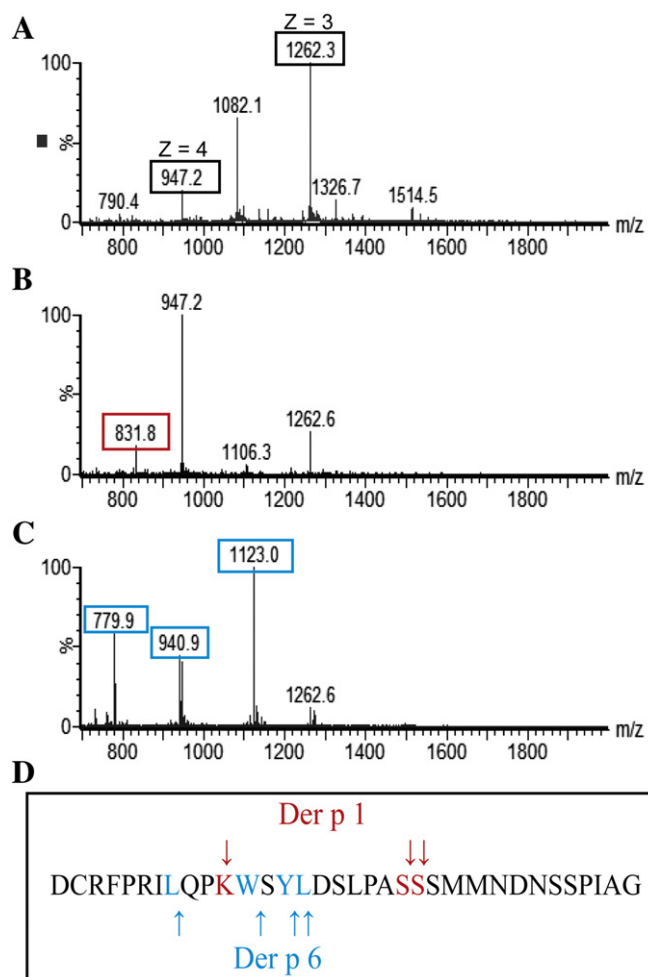 A
Z = 3
1262.3
100
1082.1
%
Z = 4
947.2
790.4
1326.7
1514.5
0
m/z
800 1000 1200 1400 1600 1800
B
947.2
100
%
831.8
1262.6
1106.3
0
m/z
800 1000 1200 1400 1600 1800
C
1123.0
100
779.9
940.9
%
1262.6
0
m/z
800 1000 1200 1400 1600 1800
D
Der p 1
↓ ↓↓
DCRFPRILQPKWSYLDSLPASSSMMNDNSSPIAG
↑ ↑ ↑↑
Der p 6